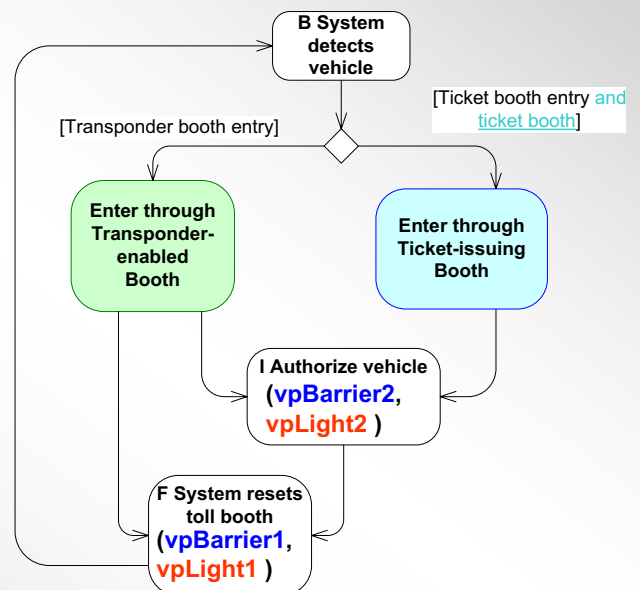 B System
detects
vehicle
[Ticket booth entry and
ticket booth]
[Transponder booth entry]
Enter through
Transponder-
enabled
Booth
Enter through
Ticket-issuing
Booth
I Authorize vehicle
(vpBarrier2,
vpLight2 )
F System resets
toll booth
(vpBarrier1,
vpLight1 )